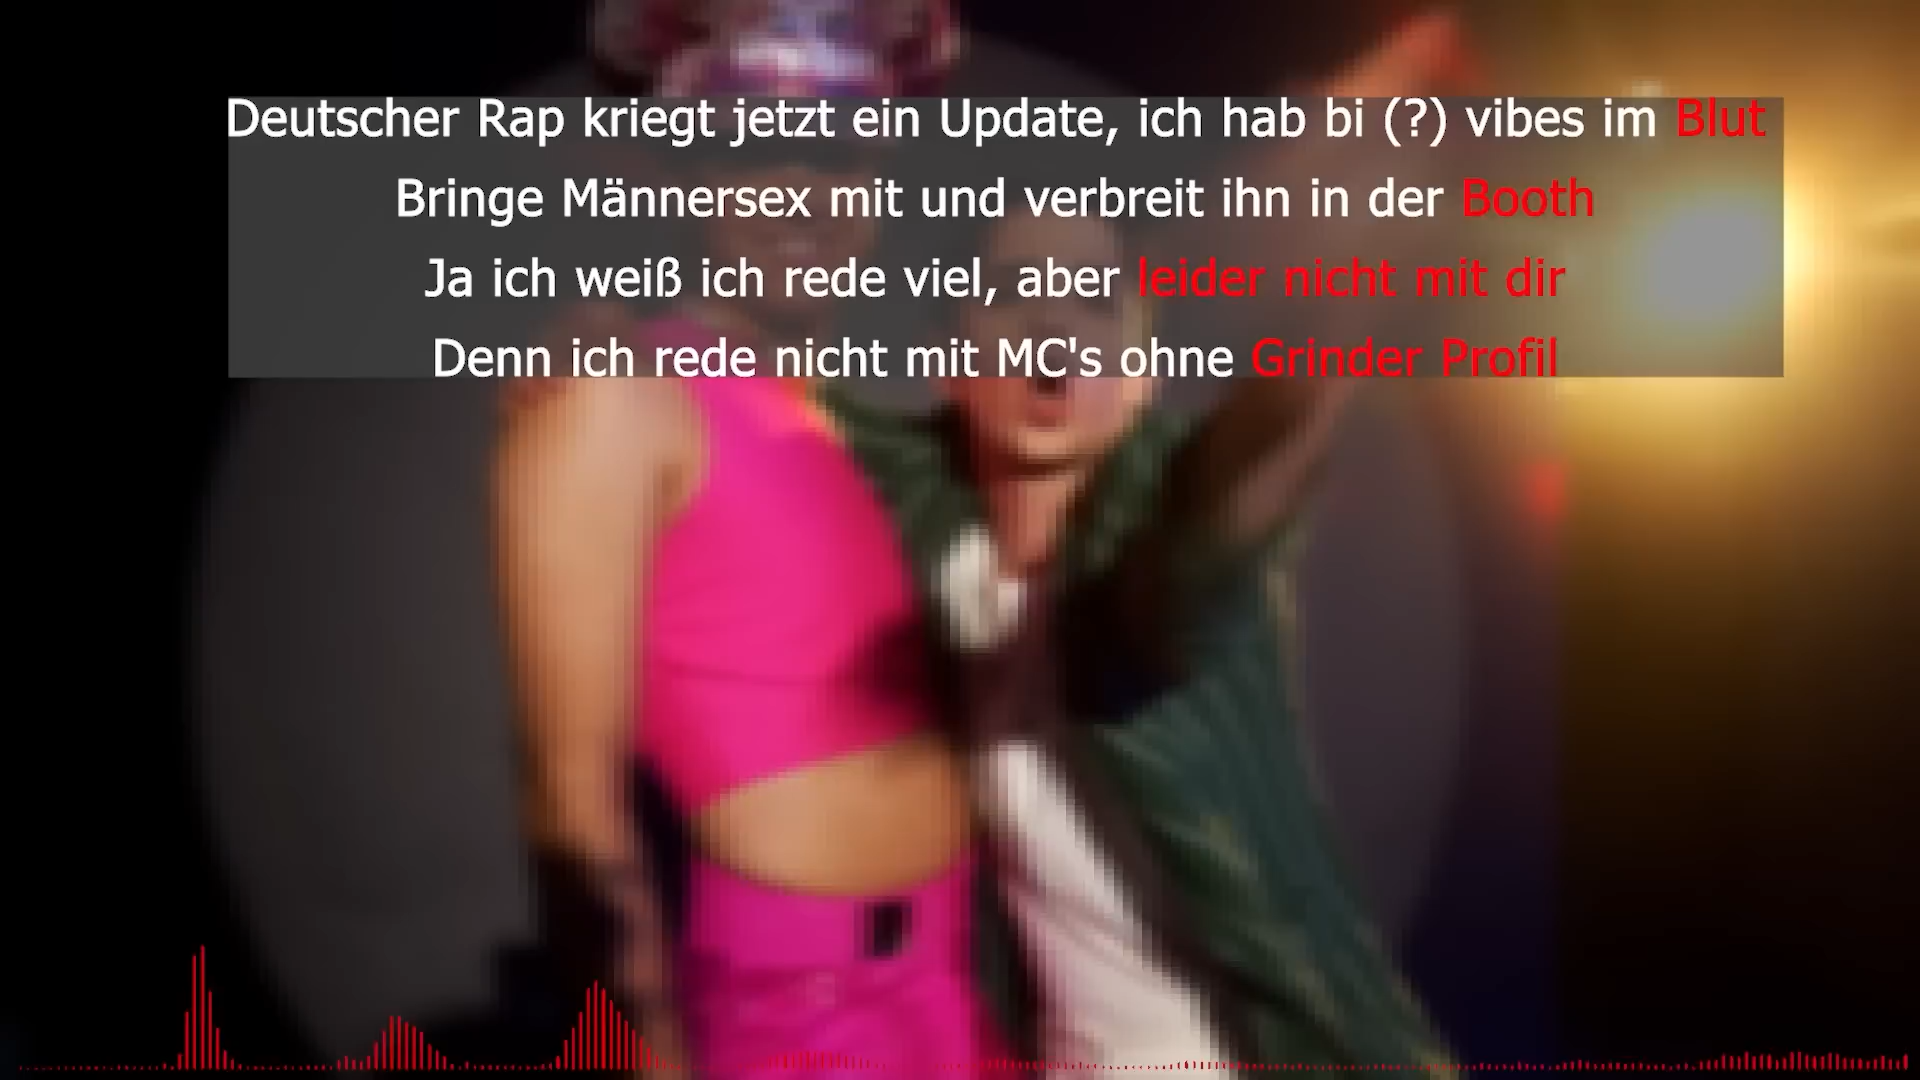 Deutscher Rap kriegt jetzt ein Update, ich hab bi (?) vibes im Blut
Bringe Männersex mit und verbreit ihn in der Booth
Ja ich weiß ich rede viel, aber leider nicht mit dir
Denn ich rede nicht mit MC's ohne Grinder Profil